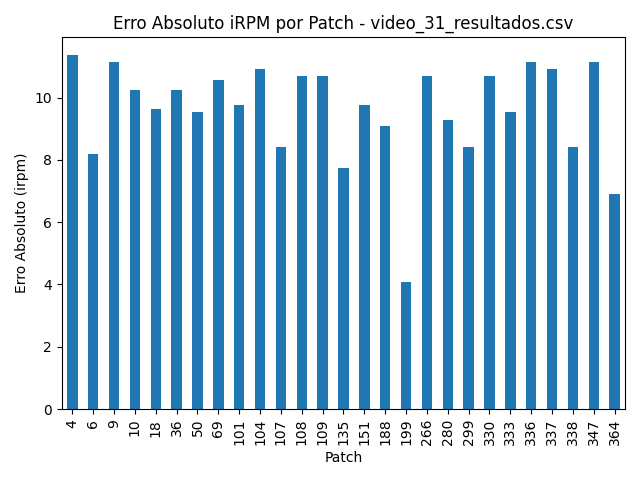 Erro Absoluto iRPM por Patch - video_31_resultados.csv
Erro Absoluto (irpm)
10
8
6
4
2
0
4 6 9 10 18 36 50 69 101 104 107 108 109 135 151 188 199 266 280 299 330 333 336 337 338 347 364
Patch